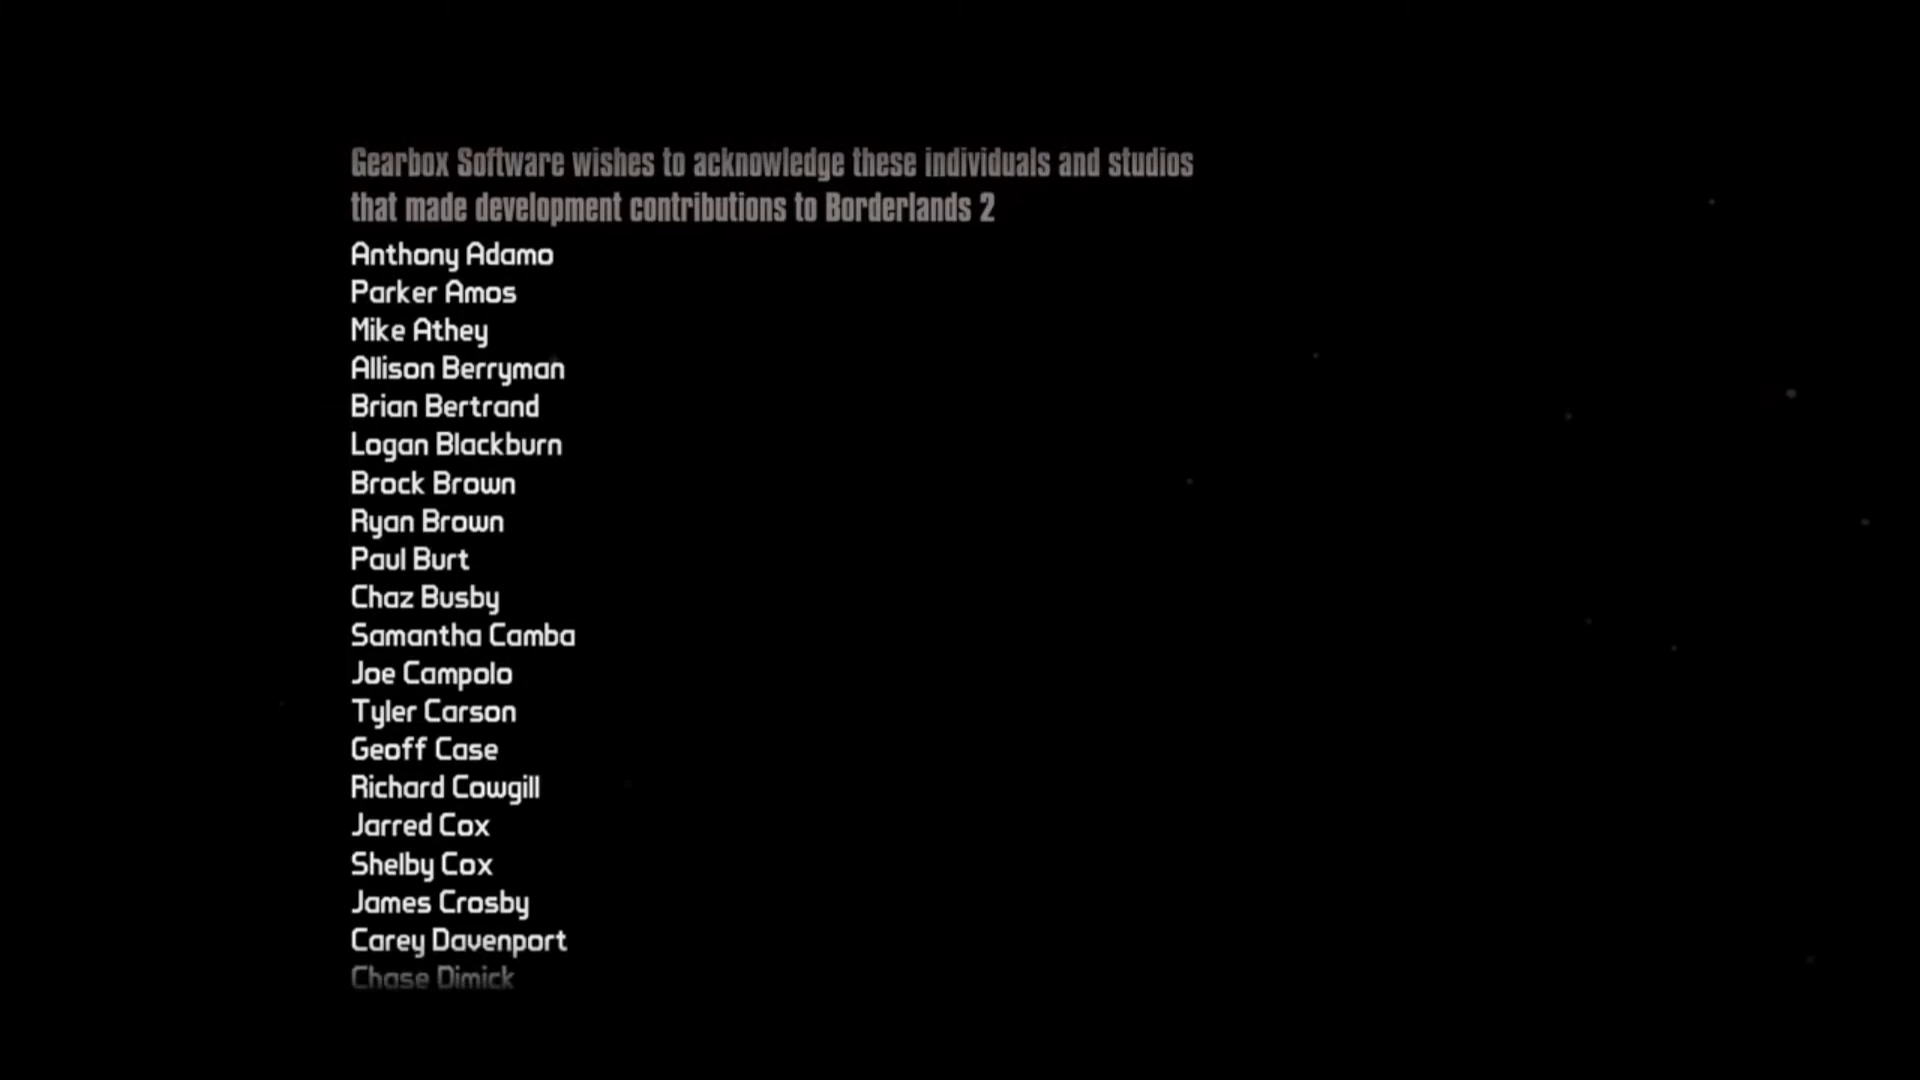 Gearbox Software wishes to acknowledge these individuals and studios
that made development contributions to Borderlands 2
Anthony Adamo
Parker Amos
Mike Athey
Allison Berryman
Brian Bertrand
Logan Blackburn
Brock Brown
Ryan Brown
Paul Burt
Chaz Busby
Samantha Camba
Joe Campolo
Tyler Carson
Geoff Case
Richard Cowgill
Jarred Cox
Shelby Cox
James Crosby
Carey Davenport
Chase Dimick